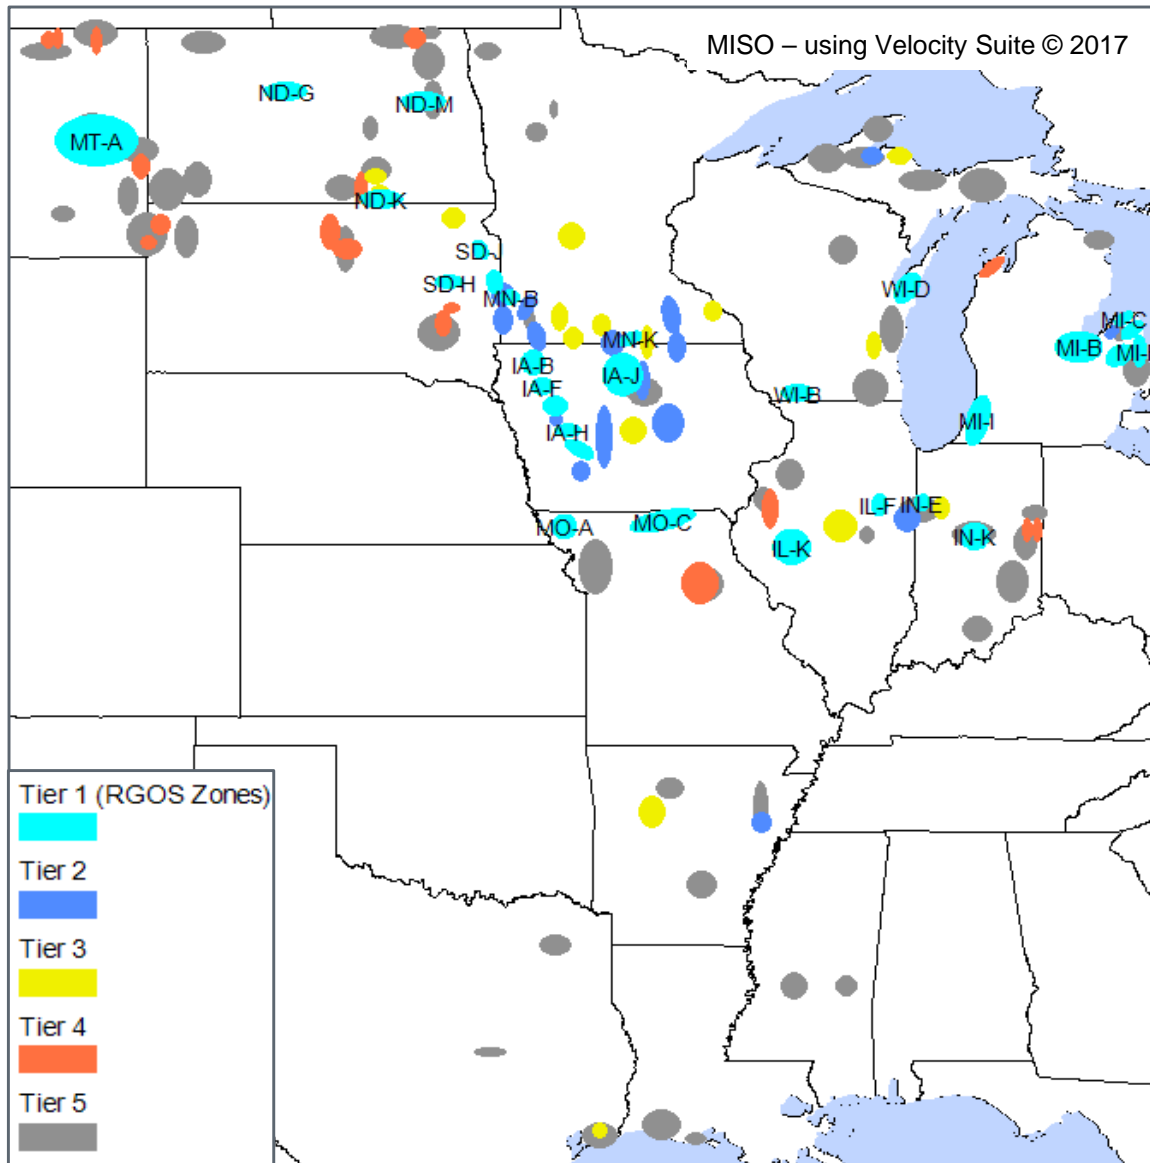 MISO – using Velocity Suite © 2017
ND-G
ND-M
MT-A
ND-K
SD-J
SD-H
MN-B
WI-D
MI-C
MI-B
MN-K
IA-B
IA-J
IA-F
WI-B
MI-I
IA-H
IL-F
IN-E
MO-A
MO-C
IL-K
IN-K
Tier 1 (RGOS Zones)
Tier 2
Tier 3
Tier 4
Tier 5